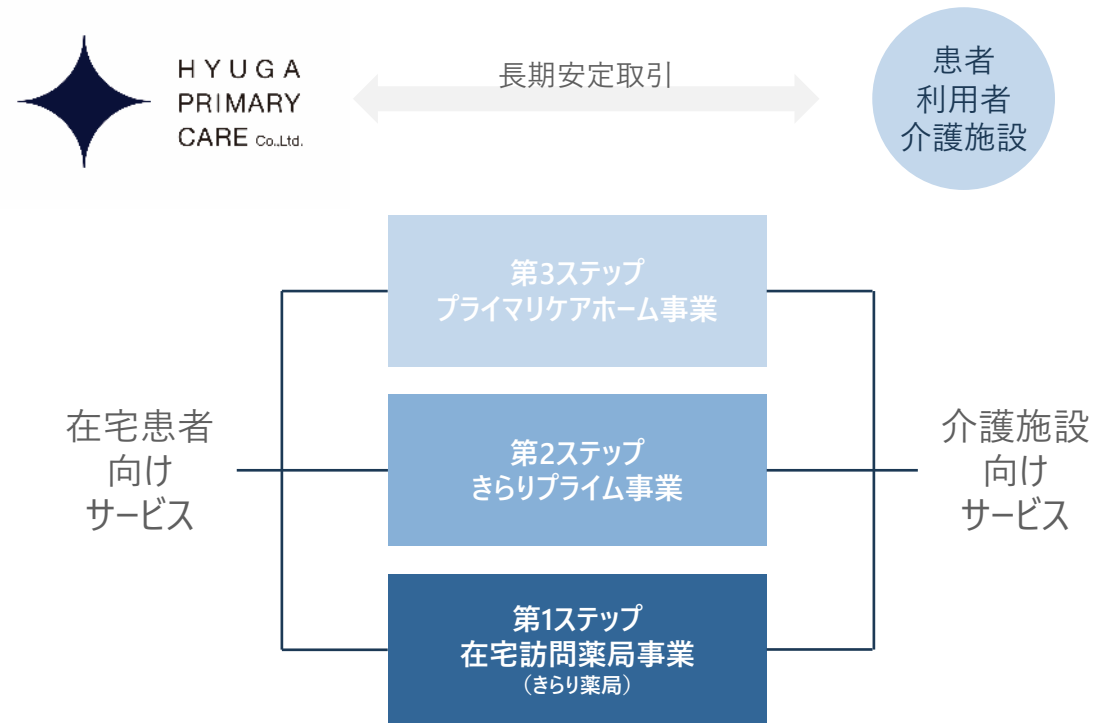 HYUGA
PRIMARY
CARE Co.,Ltd.
長期安定取引
患者
利用者
介護施設
第3ステップ
プライマリケアホーム事業
在宅患者
向け
サービス
第2ステップ
きらりプライム事業
介護施設
向け
サービス
第1ステップ
在宅訪問薬局事業
（きらり薬局）